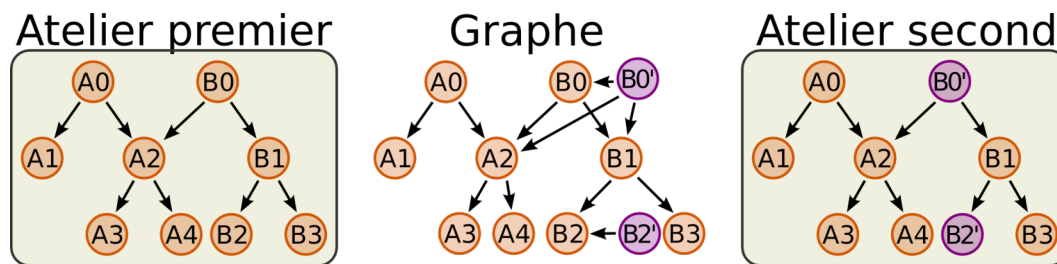 Atelier premier Graphe Atelier second
A0 B0 A0 B0 B0' A0 B0'
A1 A2 B1 A1 A2 B1 A1 A2 B1
A3 A4 B2 B3 A3 A4 B2 B2' B3 A3 A4 B2' B3